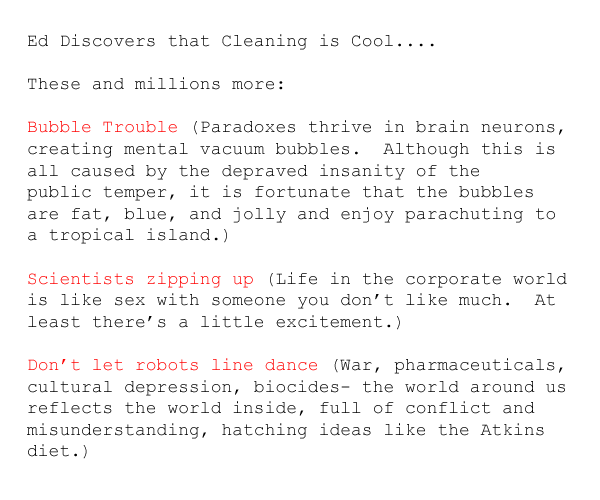 Ed Discovers that Cleaning is Cool....
These and millions more:
Bubble Trouble (Paradoxes thrive in brain neurons,
creating mental vacuum bubbles.  Although this is
all caused by the depraved insanity of the
public temper, it is fortunate that the bubbles
are fat, blue, and jolly and enjoy parachuting to
a tropical island.)
Scientists zipping up (Life in the corporate world
is like sex with someone you don’t like much.  At
least there’s a little excitement.)
Don’t let robots line dance (War, pharmaceuticals,
cultural depression, biocides- the world around us
reflects the world inside, full of conflict and
misunderstanding, hatching ideas like the Atkins
diet.)